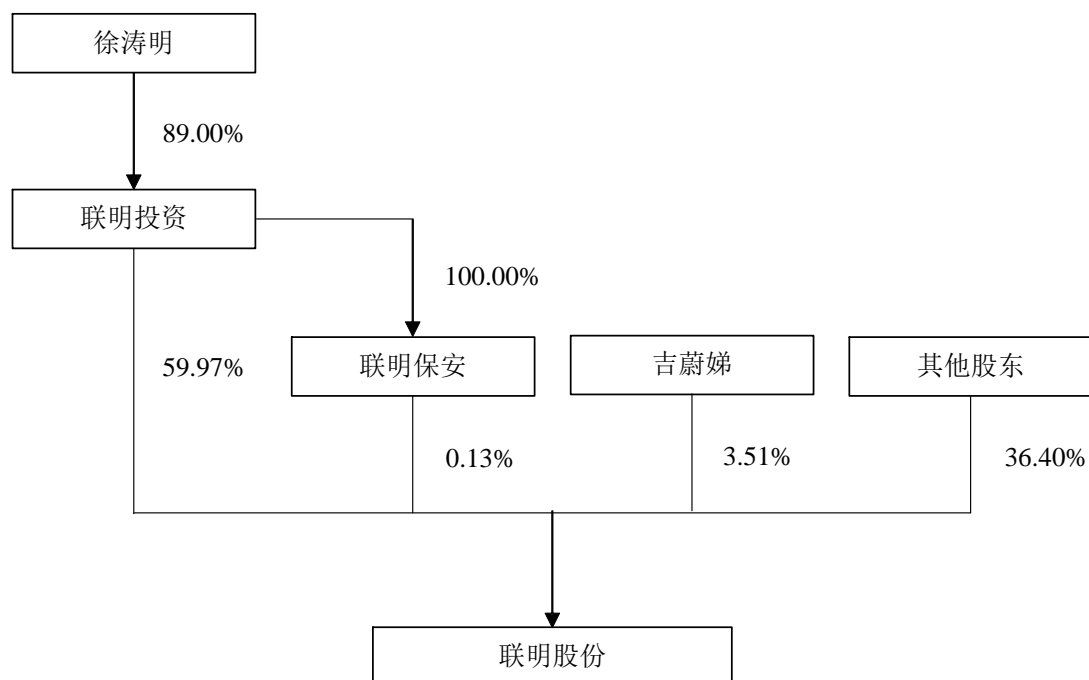 徐涛明
89.00%
联明投资
100.00%
59.97%
联明保安
吉蔚娣
其他股东
0.13%
3.51%
36.40%
联明股份